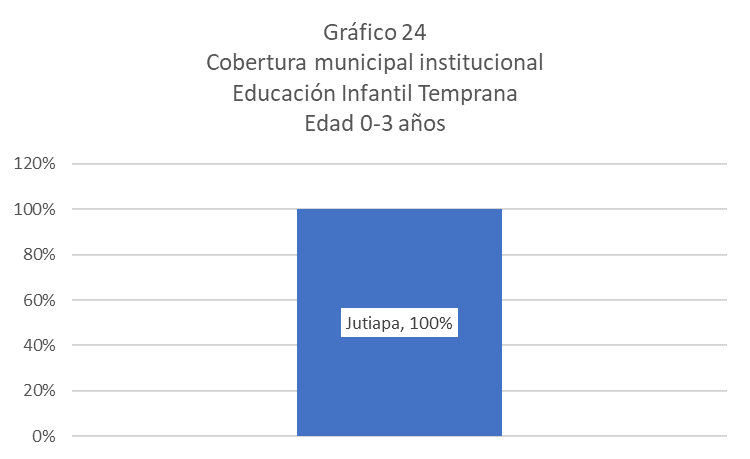 Gráfico 24
Cobertura municipal institucional
Educación Infantil Temprana
Edad 0-3 años
120%
100%
80%
60%
40%
20%
0%
Jutiapa, 100%